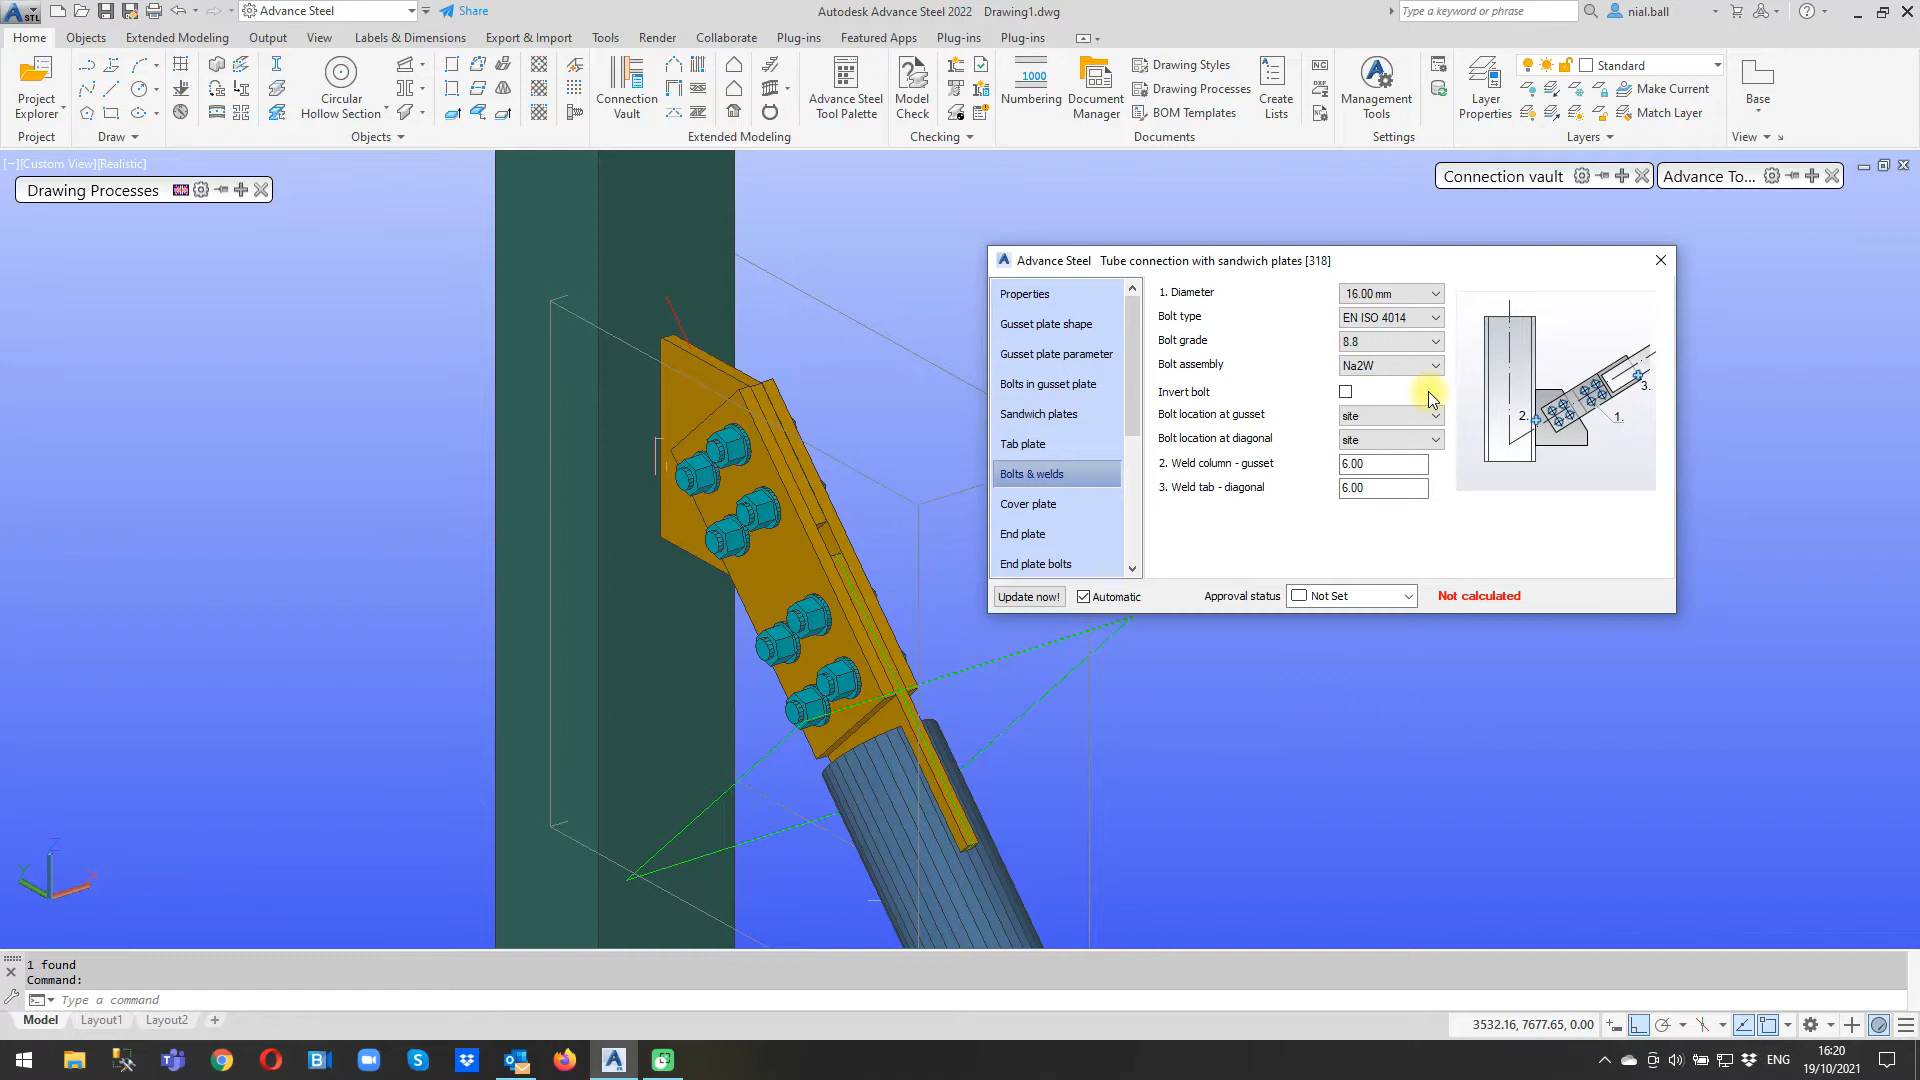 STL
Advance Steel
Share
Autodesk Advance Steel 2022 Drawing1.dwg
Type a keyword or phrase
nial.ball
Home Objects Extended Modeling Output View Labels & Dimensions Export & Import Tools Render Collaborate Plug-ins Featured Apps Plug-ins Plug-ins
Project Explorer
Circular Hollow Section
Connection Vault
Advance Steel Tool Palette
Model Check
1000
Numbering
Document Manager
Drawing Styles
Drawing Processes
BOM Templates
Create Lists
NC
DXF
NC
Management Tools
Layer Properties
Standard
Make Current
Match Layer
Base
Project Draw Objects Extended Modeling Checking Documents Settings Layers View
[−][Custom View][Realistic]
Drawing Processes
Connection vault
Advance To...
Advance Steel Tube connection with sandwich plates [318]
Properties
Gusset plate shape
Gusset plate parameter
Bolts in gusset plate
Sandwich plates
Tab plate
Bolts & welds
Cover plate
End plate
End plate bolts
1. Diameter 16.00 mm
Bolt type EN ISO 4014
Bolt grade 8.8
Bolt assembly Na2W
Invert bolt
Bolt location at gusset site
Bolt location at diagonal site
2. Weld column - gusset 6.00
3. Weld tab - diagonal 6.00
3.
2.
1.
Update now! Automatic Approval status Not Set Not calculated
Z
Y
X
1 found
Command:
Type a command
Model Layout1 Layout2 +
3532.16, 7677.65, 0.00
ENG
16:20
19/10/2021